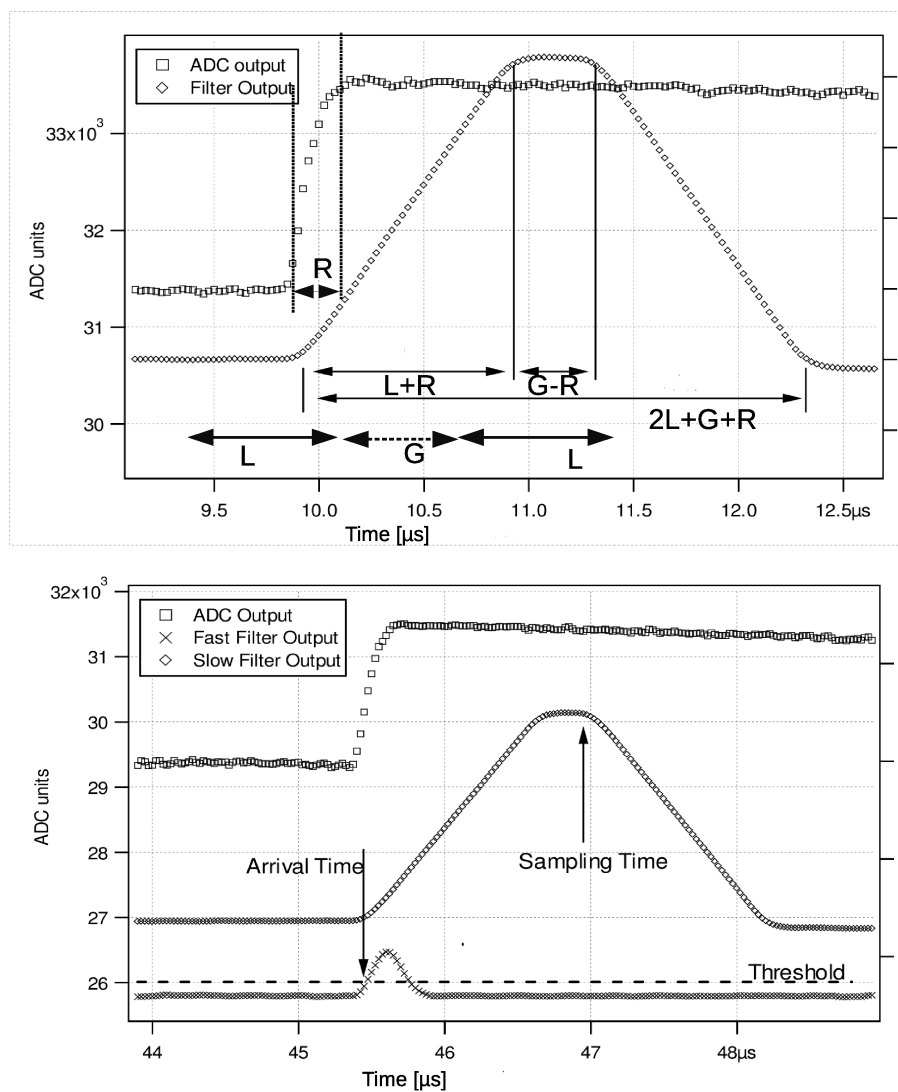 ADC output
Filter Output
33x10³
32
31
30
ADC units
R
L+R
G-R
2L+G+R
L
G
L
9.5
10.0
10.5
11.0
11.5
12.0
12.5µs
Time [µs]
32x10³
31
30
29
28
27
26
ADC units
ADC Output
Fast Filter Output
Slow Filter Output
Arrival Time
Sampling Time
Threshold
44
45
46
47
48µs
Time [µs]